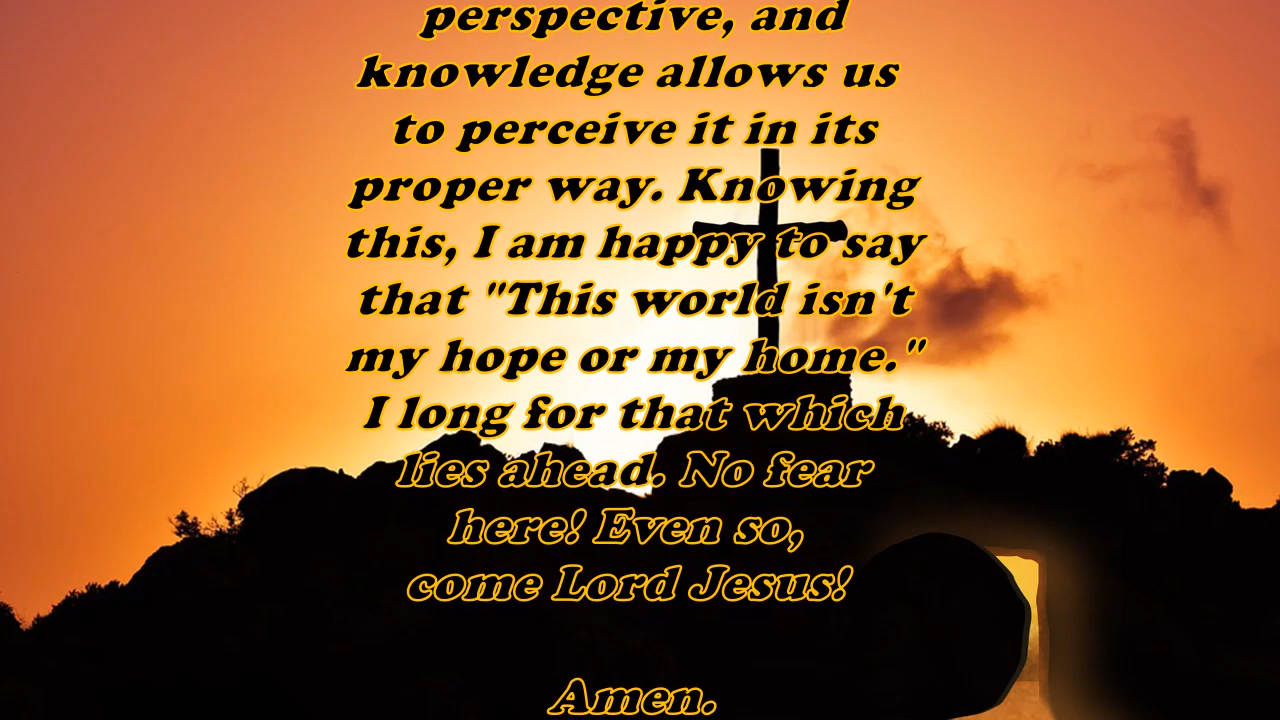 perspective, and
knowledge allows us
to perceive it in its
proper way. Knowing
this, I am happy to say
that "This world isn't
my hope or my home."
I long for that which
lies ahead. No fear
here! Even so,
come Lord Jesus!
Amen.